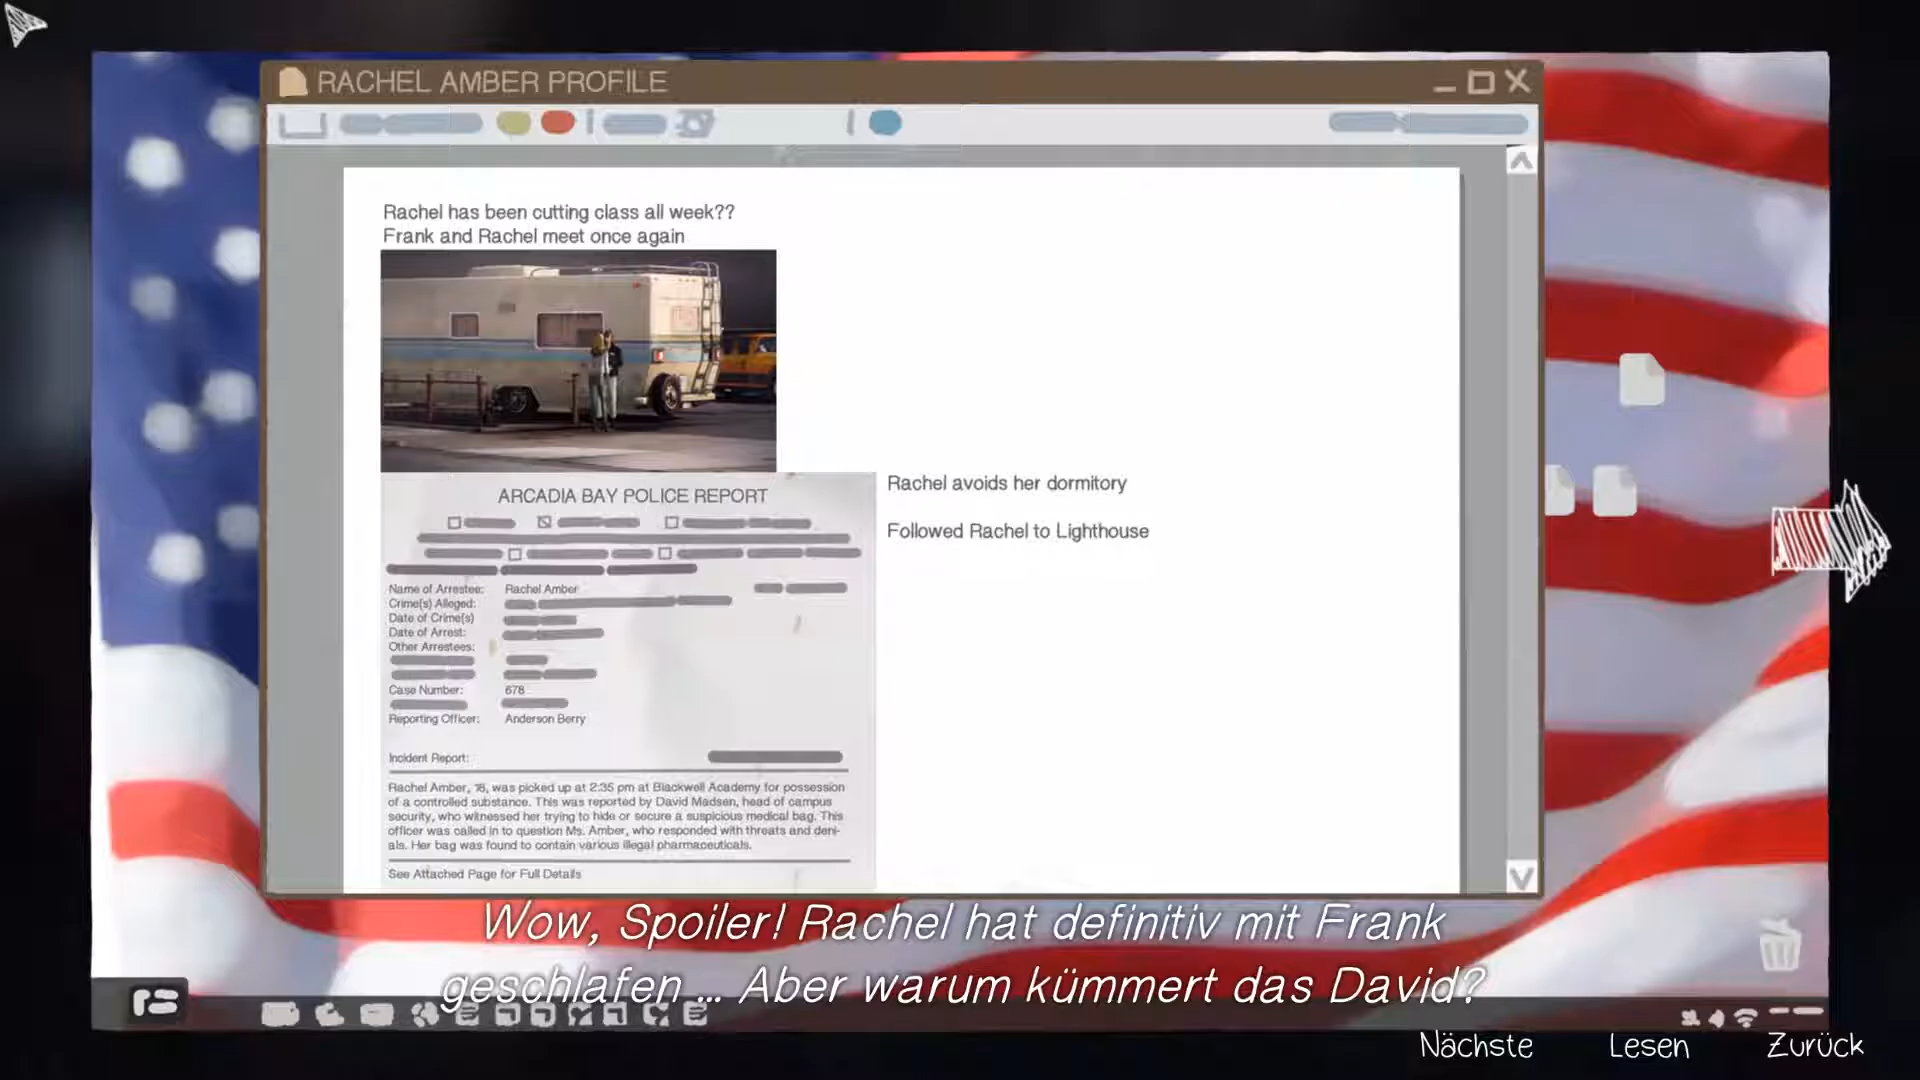 RACHEL AMBER PROFILE
Rachel has been cutting class all week??
Frank and Rachel meet once again
Rachel avoids her dormitory
Followed Rachel to Lighthouse
ARCADIA BAY POLICE REPORT
Name of Arrestee: Rachel Amber
Crime(s) Alleged:
Date of Crime(s)
Date of Arrest:
Other Arrestees:
Case Number: 678
Reporting Officer: Anderson Berry
Incident Report:
Rachel Amber, 16, was picked up at 2:35 pm at Blackwell Academy for possession
of a controlled substance. This was reported by David Madsen, head of campus
security, who witnessed her trying to hide or secure a suspicious medical bag. This
officer was called in to question Ms. Amber, who responded with threats and deni-
als. Her bag was found to contain various illegal pharmaceuticals.
See Attached Page for Full Details
Wow, Spoiler! Rachel hat definitiv mit Frank
geschlafen ... Aber warum kümmert das David?
Nächste Lesen Zurück